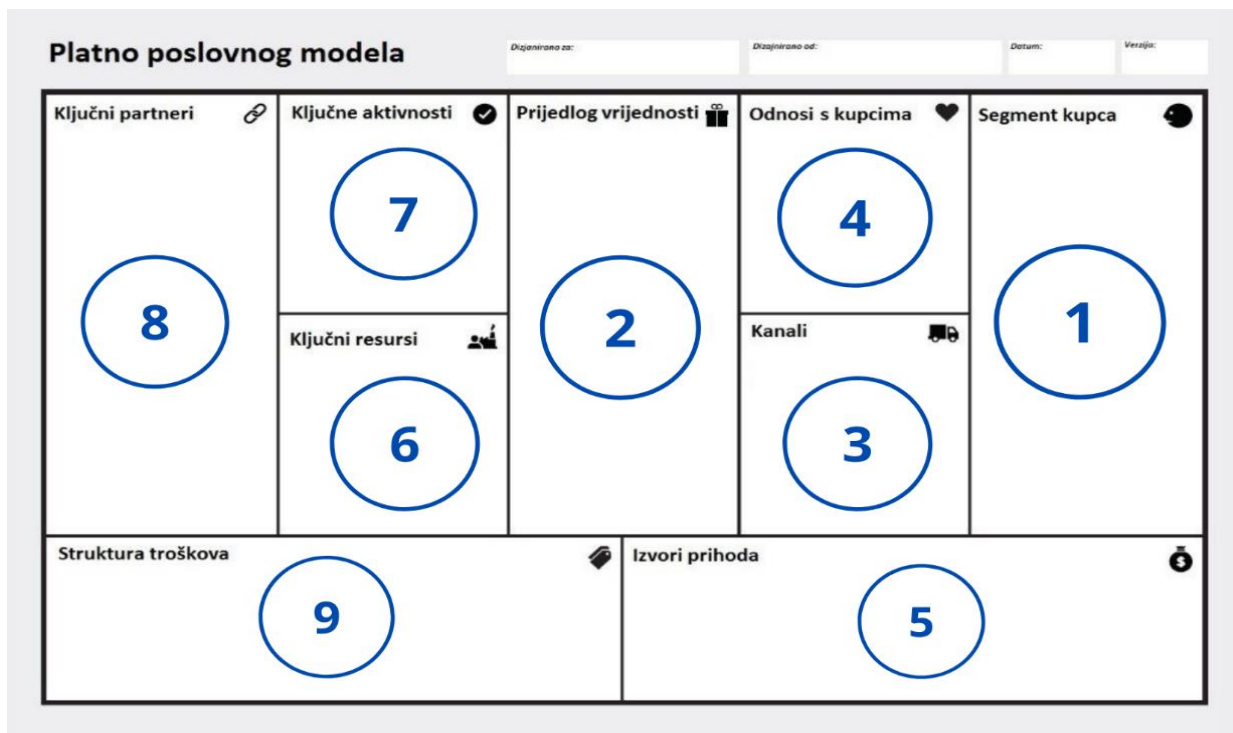 Platno poslovnog modela
Dizjanirano za:
Dizajnirano od:
Datum:
Verzija:
Ključni partneri
8
Ključne aktivnosti
7
Ključni resursi
6
Prijedlog vrijednosti
2
Odnosi s kupcima
4
Kanali
3
Segment kupca
1
Struktura troškova
9
Izvori prihoda
5